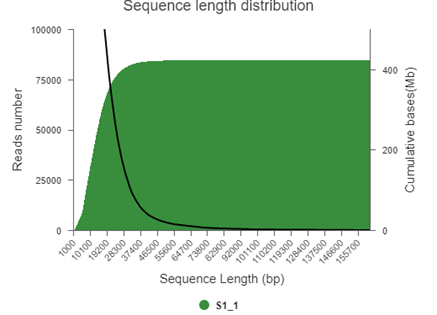 Sequence length distribution
100000
75000
50000
25000
0
Reads number
400
200
0
Cumulative bases(Mb)
1000 10100 19200 28300 37400 46500 55600 64700 73800 82900 92000 101100 110200 119300 128400 137500 146600 155700
Sequence Length (bp)
S1_1